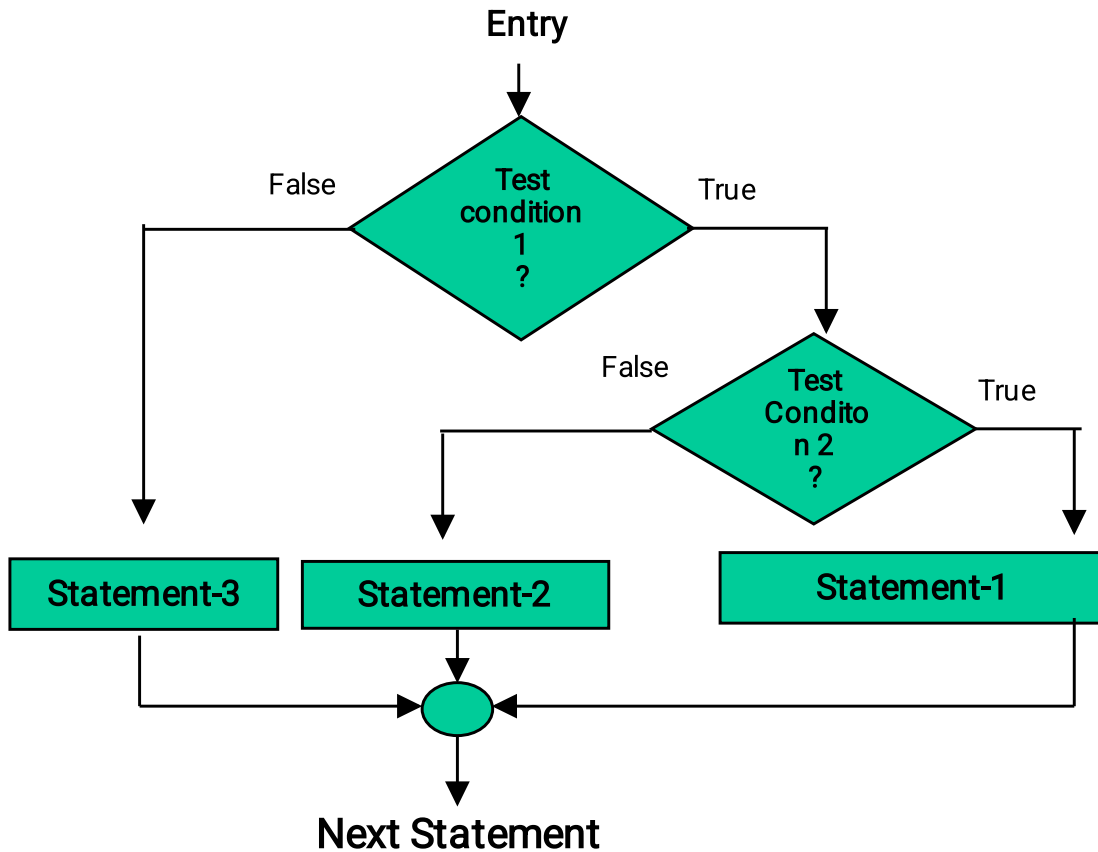 Entry
False
Test
condition
1
?
True
False
Test
Condito
n 2
?
True
Statement-3
Statement-2
Statement-1
Next Statement